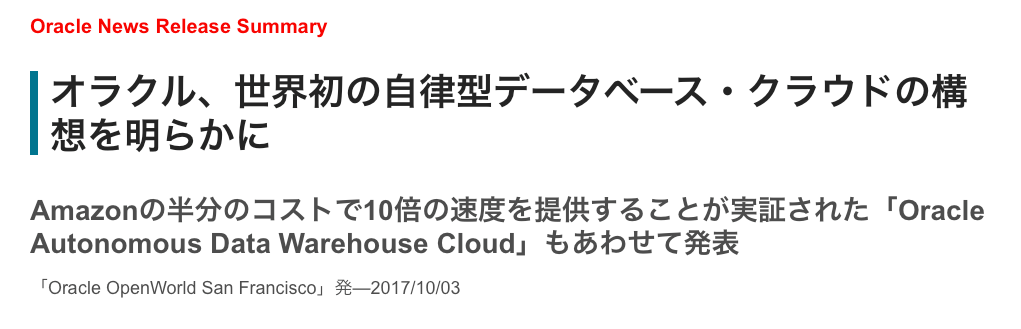 Oracle News Release Summary
オラクル、世界初の自律型データベース・クラウドの構
想を明らかに
Amazonの半分のコストで10倍の速度を提供することが実証された「Oracle
Autonomous Data Warehouse Cloud」もあわせて発表
「Oracle OpenWorld San Francisco」発—2017/10/03